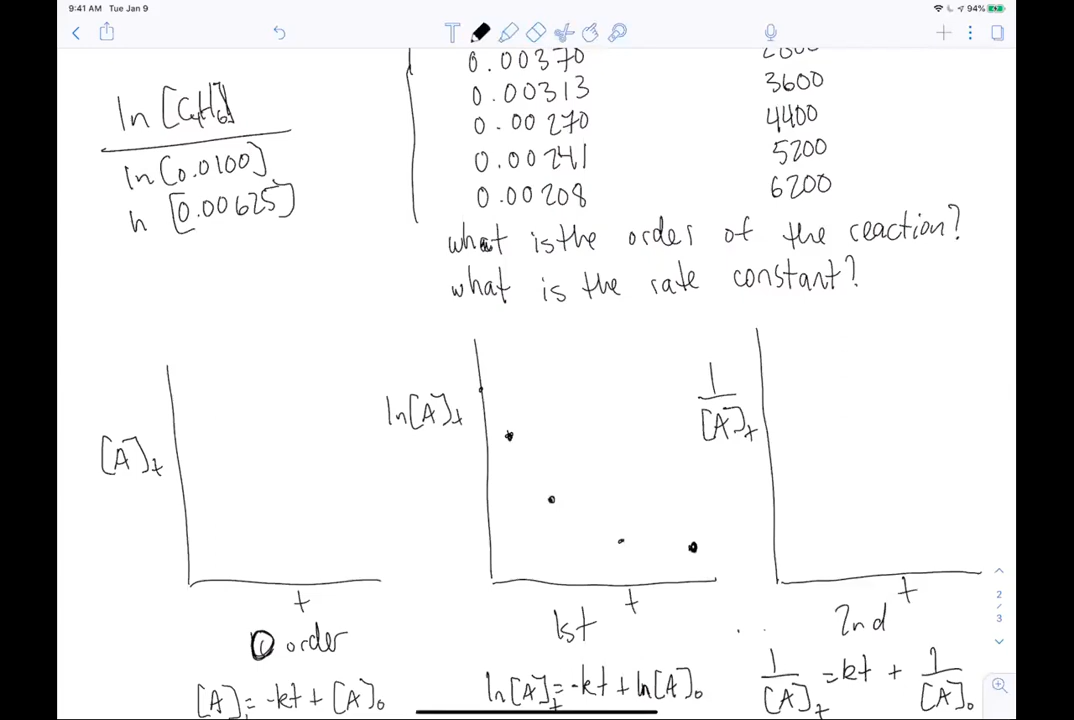 9:41 AM Tue Jan 9
94%
T
0.00370
0.00313 3600
0.00270 4400
0.00241 5200
0.00208 6200
ln[C4H6]
ln[0.0100]
[0.00625]
what is the order of the reaction?
what is the rate constant?
[A]t
ln[A]t
1/[A]t
t
t
t
0 order
1st
2nd
[A]t = -kt + [A]0
ln[A]t = -kt + ln[A]0
1/[A]t = kt + 1/[A]0
2
/
3